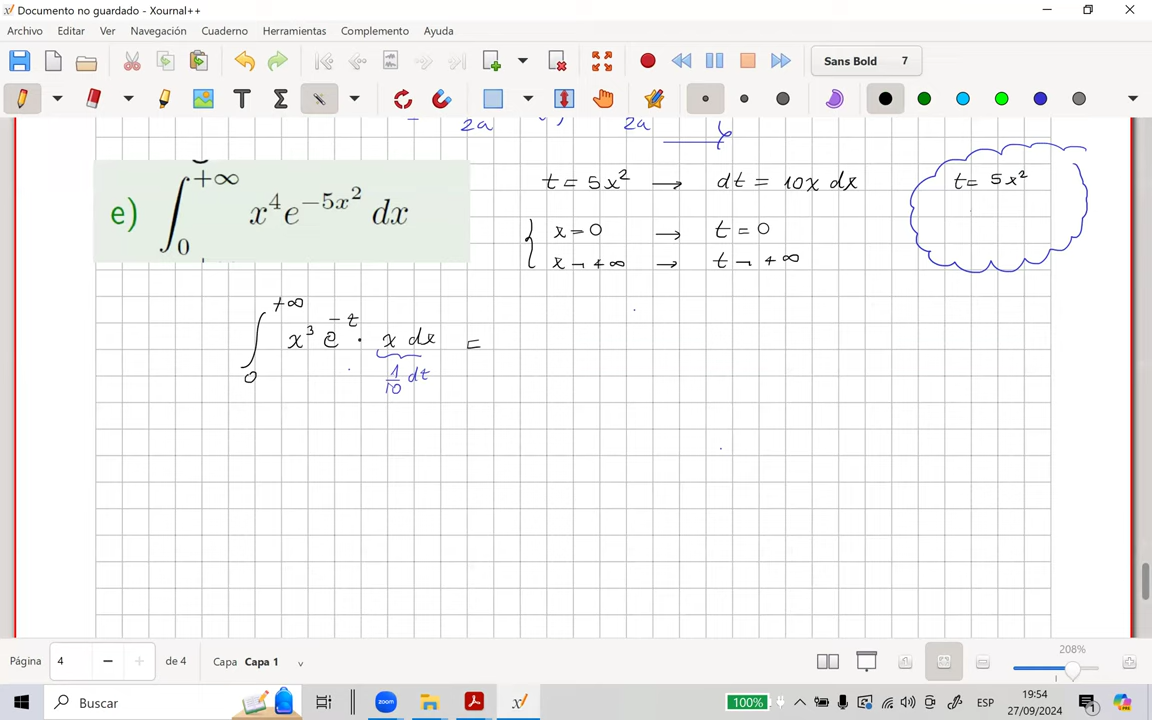 Documento no guardado - Xournal++
Archivo Editar Ver Navegación Cuaderno Herramientas Complemento Ayuda
Sans Bold 7
2a 2a
e) ∫₀^{+∞} x⁴e^{−5x²} dx
t = 5x² → dt = 10x dx
t = 5x²
x = 0 → t = 0
x → +∞ → t → +∞
∫₀^{+∞} x³ e^{−t} · x dx =
1/10 dt
Página 4 de 4 Capa Capa 1 208%
Buscar zoom 100% ESP 19:54
27/09/2024 1